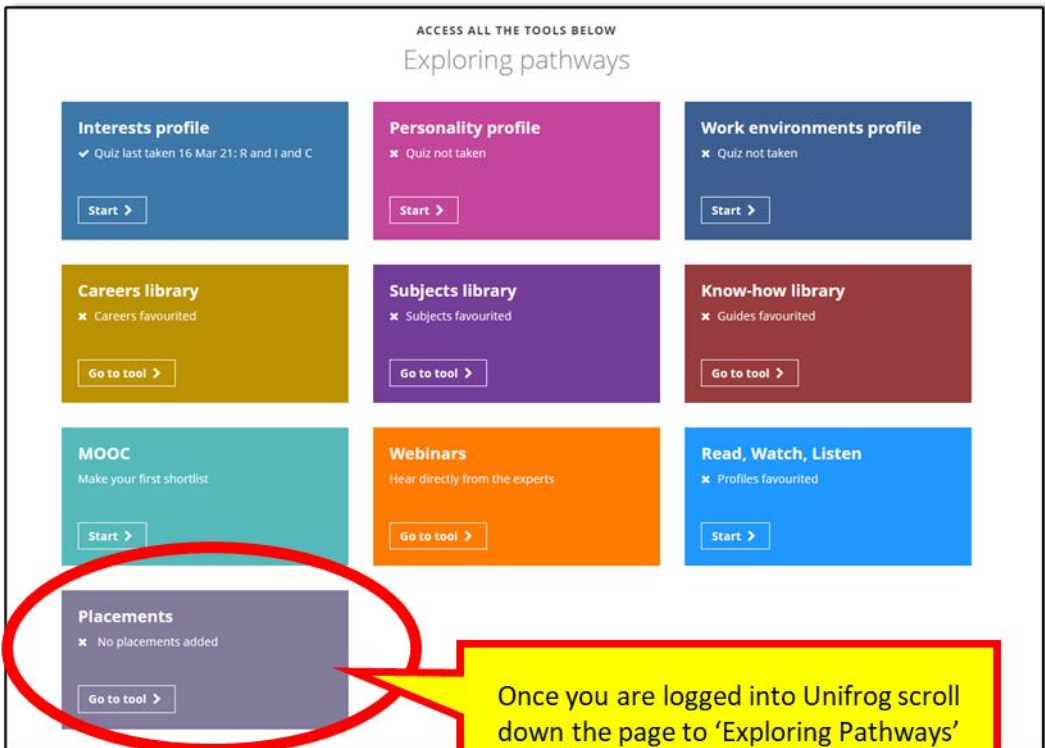 ACCESS ALL THE TOOLS BELOW
Exploring pathways
Interests profile
✔ Quiz last taken 16 Mar 21: R and I and C
Start >
Personality profile
✖ Quiz not taken
Start >
Work environments profile
✖ Quiz not taken
Start >
Careers library
✖ Careers favourited
Go to tool >
Subjects library
✖ Subjects favourited
Go to tool >
Know-how library
✖ Guides favourited
Go to tool >
MOOC
Make your first shortlist
Start >
Webinars
Hear directly from the experts
Go to tool >
Read, Watch, Listen
✖ Profiles favourited
Start >
Placements
✖ No placements added
Go to tool >
Once you are logged into Unifrog scroll
down the page to ‘Exploring Pathways’